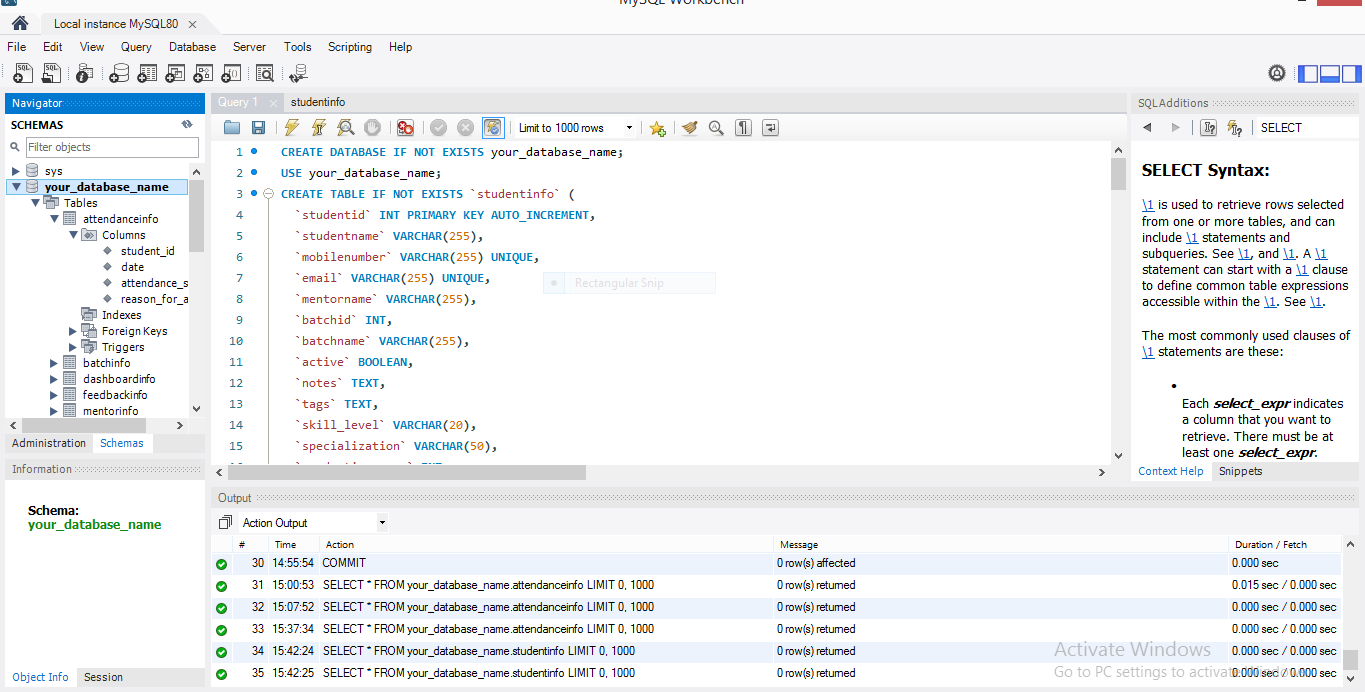 MySQL Workbench
Local instance MySQL80
File Edit View Query Database Server Tools Scripting Help
Navigator
SCHEMAS
Filter objects
sys
your_database_name
Tables
attendanceinfo
Columns
student_id
date
attendance_s
reason_for_a
Indexes
Foreign Keys
Triggers
batchinfo
dashboardinfo
feedbackinfo
mentorinfo
Administration Schemas
Information
Schema:
your_database_name
Object Info Session
Query 1 studentinfo
Limit to 1000 rows
1 CREATE DATABASE IF NOT EXISTS your_database_name;
2 USE your_database_name;
3 CREATE TABLE IF NOT EXISTS `studentinfo` (
4 `studentid` INT PRIMARY KEY AUTO_INCREMENT,
5 `studentname` VARCHAR(255),
6 `mobilenumber` VARCHAR(255) UNIQUE,
7 `email` VARCHAR(255) UNIQUE,
Rectangular Snip
8 `mentorname` VARCHAR(255),
9 `batchid` INT,
10 `batchname` VARCHAR(255),
11 `active` BOOLEAN,
12 `notes` TEXT,
13 `tags` TEXT,
14 `skill_level` VARCHAR(20),
15 `specialization` VARCHAR(50),
SQLAdditions
SELECT
SELECT Syntax:
\1 is used to retrieve rows selected
from one or more tables, and can
include \1 statements and
subqueries. See \1, and \1. A \1
statement can start with a \1 clause
to define common table expressions
accessible within the \1. See \1.
The most commonly used clauses of
\1 statements are these:
•
Each select_expr indicates
a column that you want to
retrieve. There must be at
least one select_expr.
Context Help Snippets
Output
Action Output
# Time Action Message Duration / Fetch
30 14:55:54 COMMIT 0 row(s) affected 0.000 sec
31 15:00:53 SELECT * FROM your_database_name.attendanceinfo LIMIT 0, 1000 0 row(s) returned 0.015 sec / 0.000 sec
32 15:07:52 SELECT * FROM your_database_name.attendanceinfo LIMIT 0, 1000 0 row(s) returned 0.000 sec / 0.000 sec
33 15:37:34 SELECT * FROM your_database_name.attendanceinfo LIMIT 0, 1000 0 row(s) returned 0.000 sec / 0.000 sec
34 15:42:24 SELECT * FROM your_database_name.studentinfo LIMIT 0, 1000 0 row(s) returned 0.000 sec / 0.000 sec
35 15:42:25 SELECT * FROM your_database_name.studentinfo LIMIT 0, 1000 0 row(s) returned 0.000 sec / 0.000 sec
Activate Windows
Go to PC settings to activate Windows.